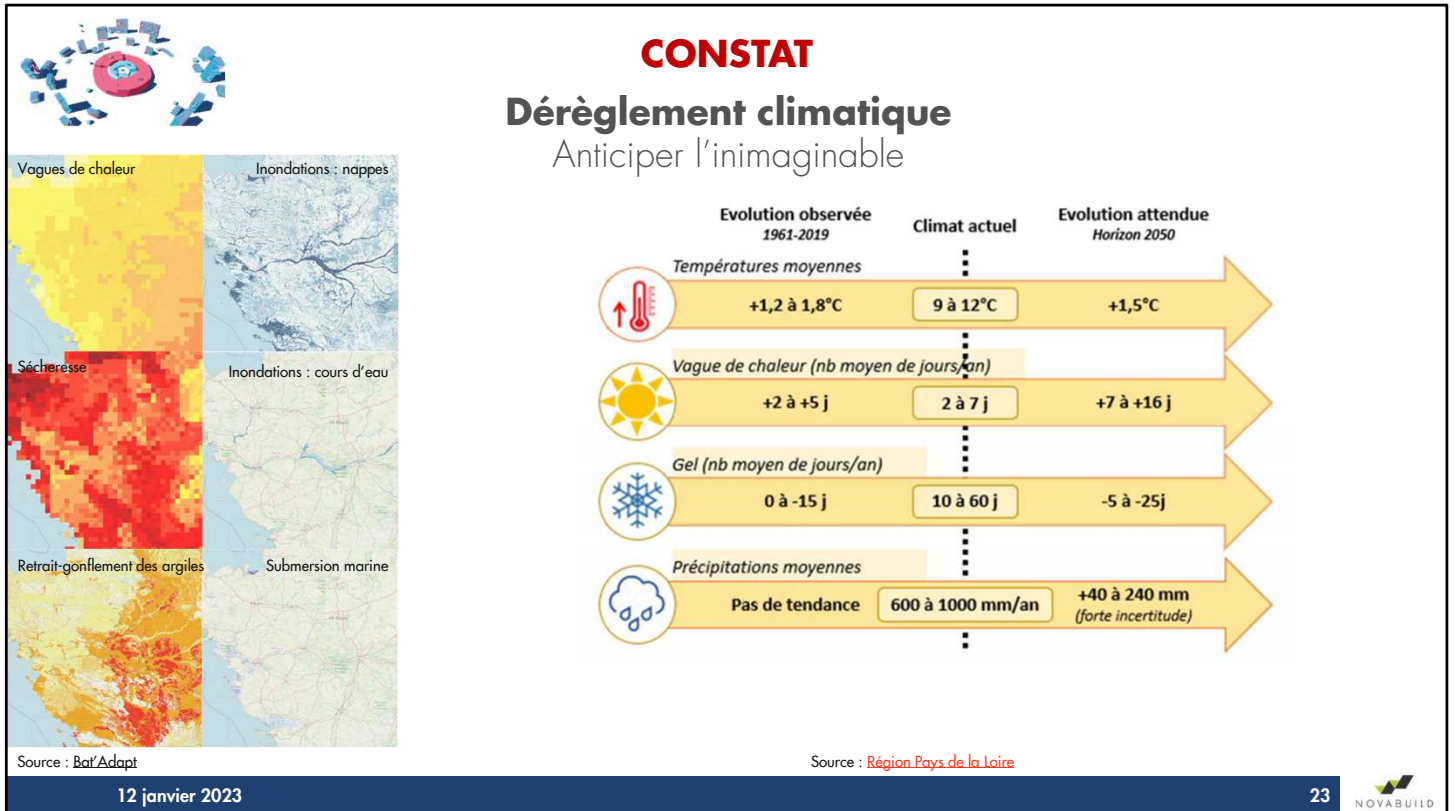 CONSTAT
Dérèglement climatique
Anticiper l’inimaginable
Vagues de chaleur
Inondations : nappes
Sécheresse
Inondations : cours d’eau
Retrait-gonflement des argiles
Submersion marine
Source : Bat’Adapt
Evolution observée
1961-2019
Climat actuel
Evolution attendue
Horizon 2050
Températures moyennes
+1,2 à 1,8°C
9 à 12°C
+1,5°C
Vague de chaleur (nb moyen de jours/an)
+2 à +5 j
2 à 7 j
+7 à +16 j
Gel (nb moyen de jours/an)
0 à -15 j
10 à 60 j
-5 à -25j
Précipitations moyennes
Pas de tendance
600 à 1000 mm/an
+40 à 240 mm
(forte incertitude)
Source : Région Pays de la Loire
12 janvier 2023
23
NOVABUILD